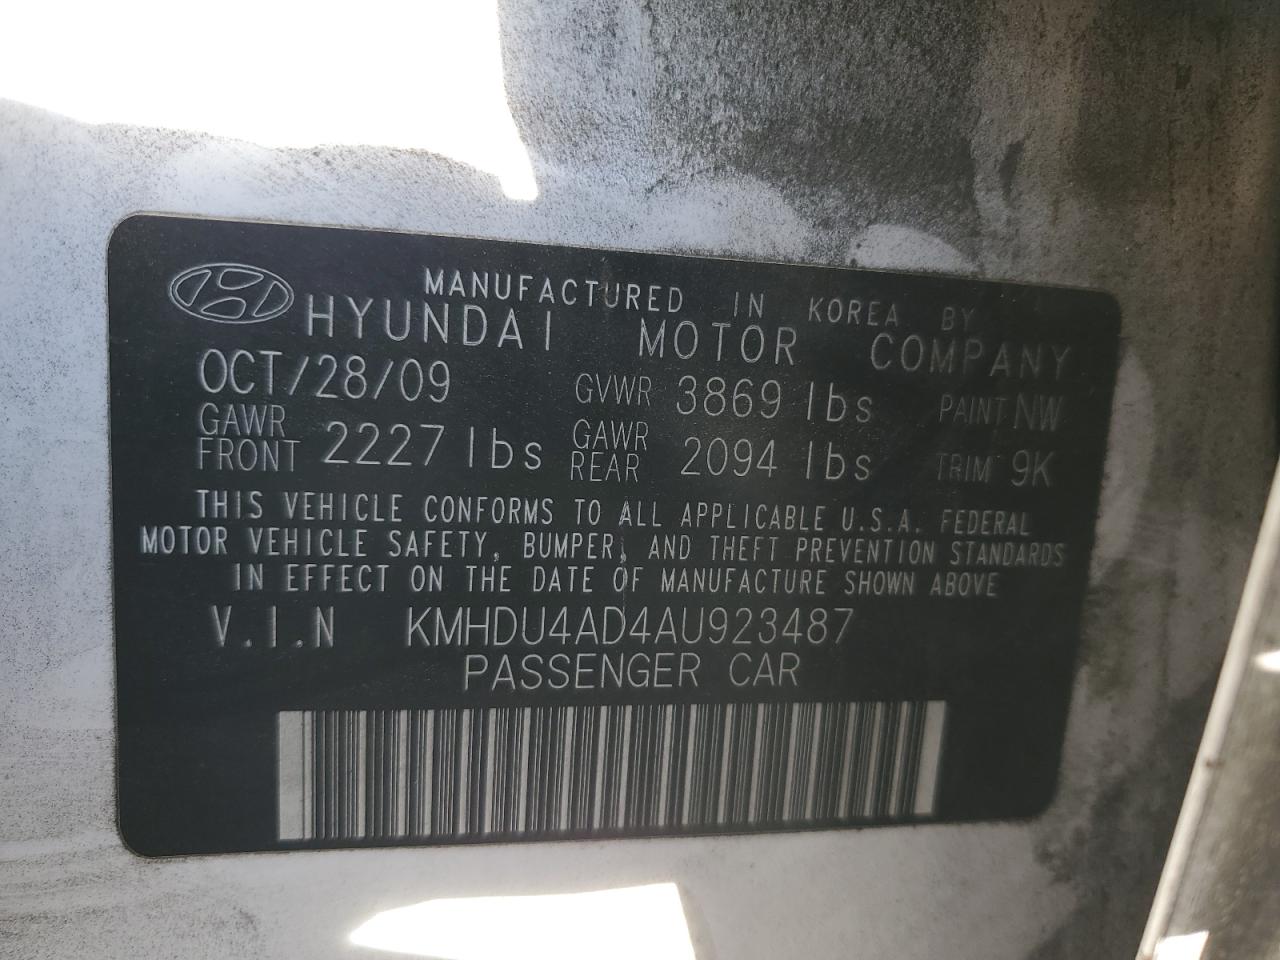 MANUFACTURED IN KOREA BY
HYUNDAI MOTOR COMPANY
OCT/28/09 GVWR 3869 lbs PAINT NW
GAWR FRONT 2227 lbs GAWR REAR 2094 lbs TRIM 9K
THIS VEHICLE CONFORMS TO ALL APPLICABLE U.S.A. FEDERAL
MOTOR VEHICLE SAFETY, BUMPER, AND THEFT PREVENTION STANDARDS
IN EFFECT ON THE DATE OF MANUFACTURE SHOWN ABOVE
V.I.N KMHDU4AD4AU923487
PASSENGER CAR